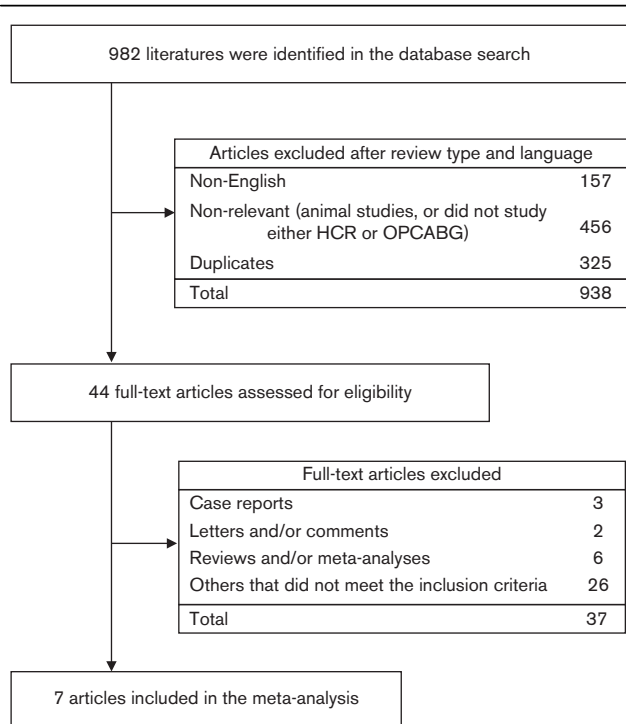 982 literatures were identified in the database search
Articles excluded after review type and language
Non-English 157
Non-relevant (animal studies, or did not study
either HCR or OPCABG) 456
Duplicates 325
Total 938
44 full-text articles assessed for eligibility
Full-text articles excluded
Case reports 3
Letters and/or comments 2
Reviews and/or meta-analyses 6
Others that did not meet the inclusion criteria 26
Total 37
7 articles included in the meta-analysis